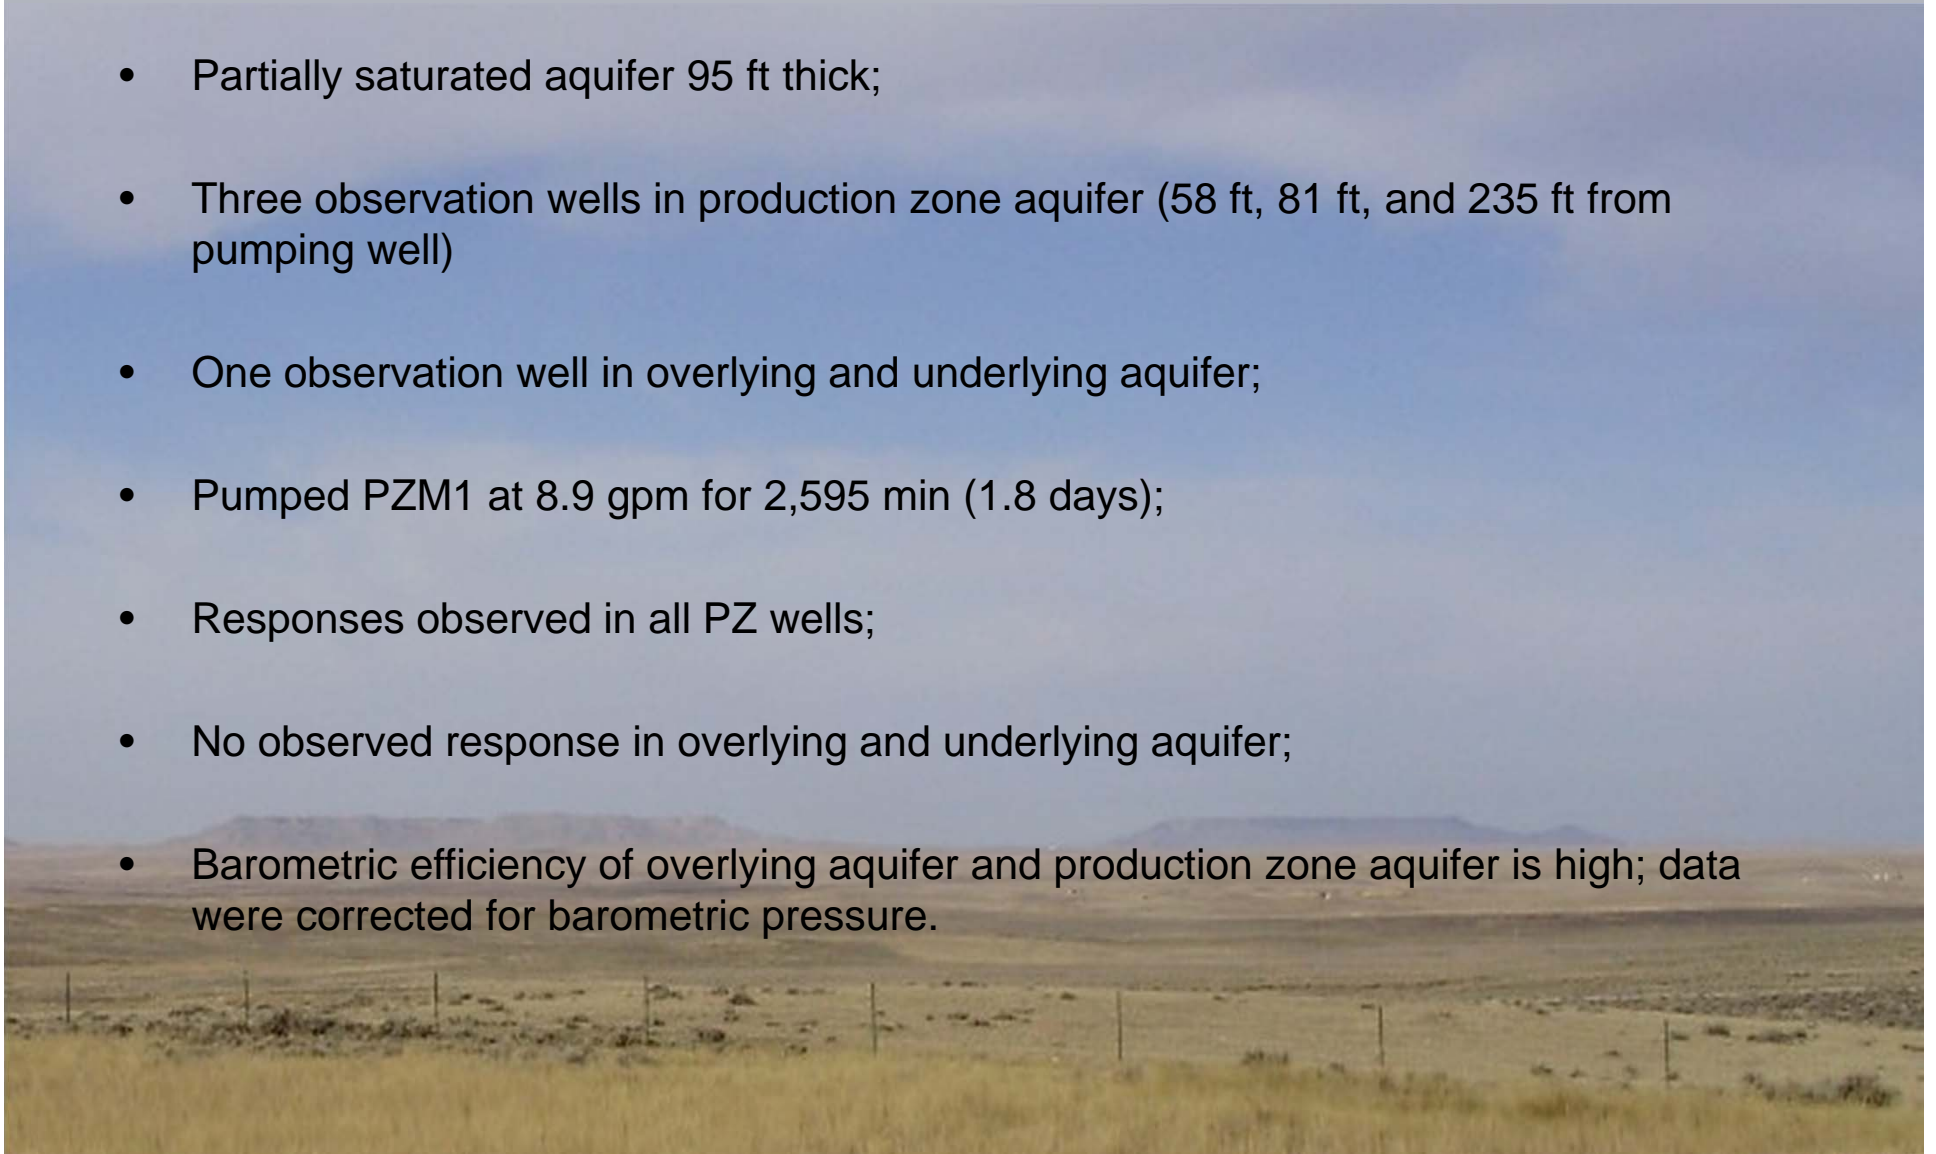 • Partially saturated aquifer 95 ft thick;
• Three observation wells in production zone aquifer (58 ft, 81 ft, and 235 ft from
pumping well)
• One observation well in overlying and underlying aquifer;
• Pumped PZM1 at 8.9 gpm for 2,595 min (1.8 days);
• Responses observed in all PZ wells;
• No observed response in overlying and underlying aquifer;
• Barometric efficiency of overlying aquifer and production zone aquifer is high; data
were corrected for barometric pressure.